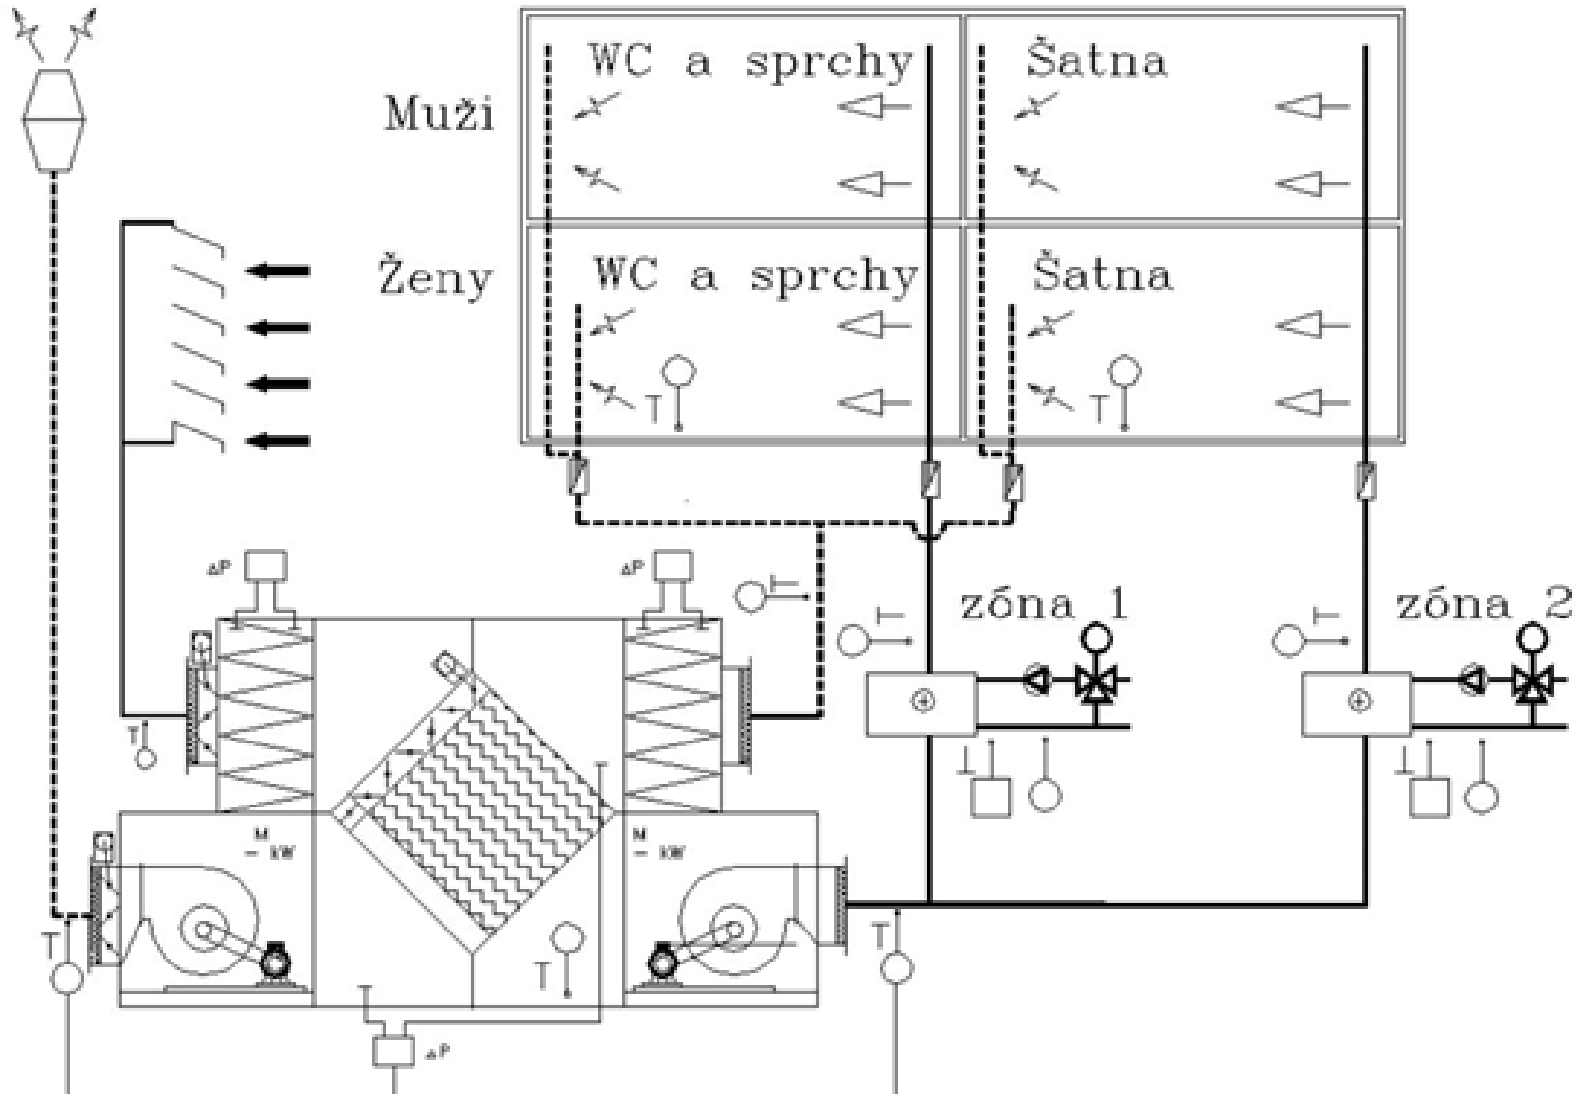 WC a sprchy Šatna
Muži
WC a sprchy Šatna
Ženy
T T
ΔP ΔP
T
zóna 1 zóna 2
T T
T
T T
M M
~ kW ~ kW
T T T
ΔP